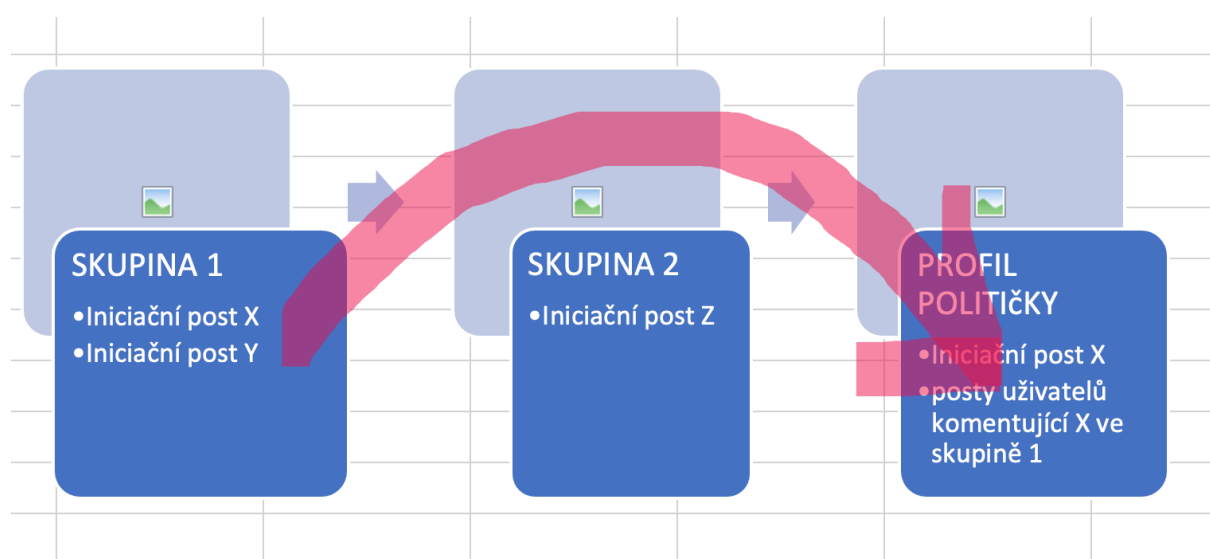 SKUPINA 1
•Iniciační post X
•Iniciační post Y
SKUPINA 2
•Iniciační post Z
PROFIL
POLITIčKY
•Iniciační post X
•posty uživatelů
komentující X ve
skupině 1